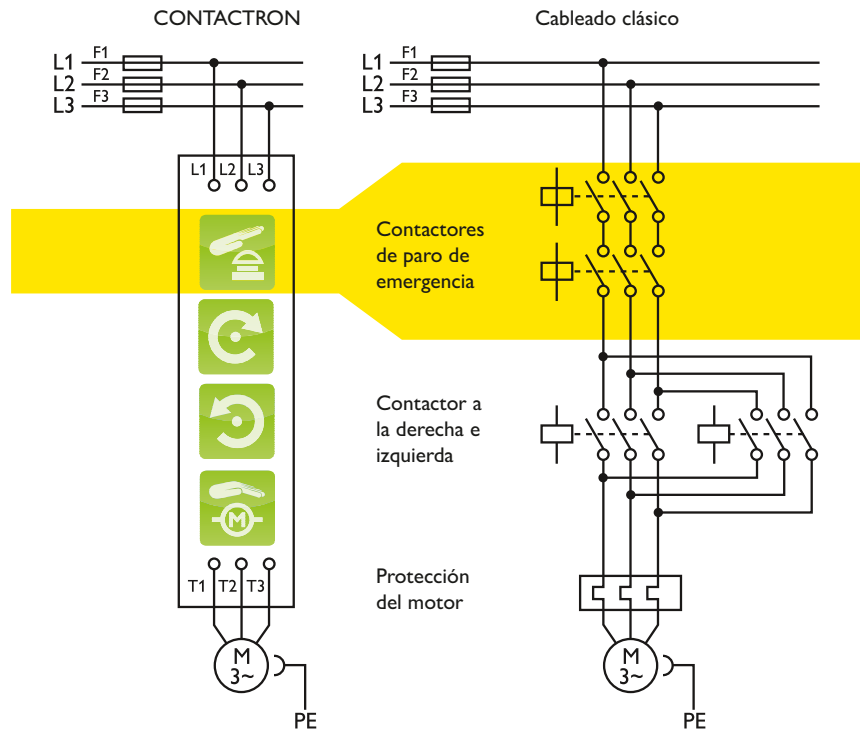 CONTACTRON
Cableado clásico
L1 F1
L2 F2
L3 F3
L1 F1
L2 F2
L3 F3
L1 L2 L3
Contactores
de paro de
emergencia
Contactor a
la derecha e
izquierda
M
Protección
del motor
T1 T2 T3
M
3~
PE
M
3~
PE